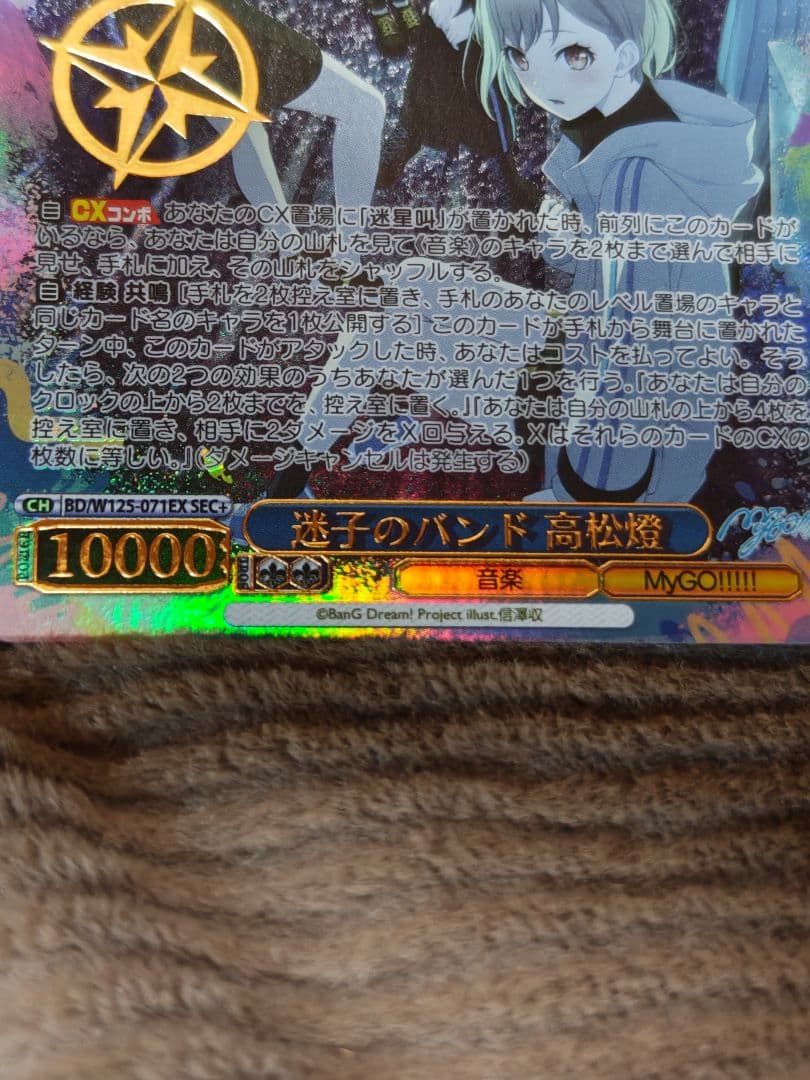 自 CXコンボ あなたのCX置場に「迷星叫」が置かれた時、前列にこのカードが
いるなら、あなたは自分の山札を見て《音楽》のキャラを2枚まで選んで相手に
見せ、手札に加え、その山札をシャッフルする。
自 経験 共鳴 [手札を2枚控え室に置き、手札のあなたのレベル置場のキャラと
同じカード名のキャラを1枚公開する] このカードが手札から舞台に置かれた
ターン中、このカードがアタックした時、あなたはコストを払ってよい。そう
したら、次の2つの効果のうちあなたが選んだ1つを行う。「あなたは自分の
クロックの上から2枚までを、控え室に置く。」「あなたは自分の山札の上から4枚を
控え室に置き、相手に2ダメージをX回与える。XはそれらのカードのCXの
枚数に等しい。」(ダメージキャンセルは発生する)
CH BD/W125-071EX SEC+
POWER 10000 迷子のバンド 高松燈
SOUL 音楽 MyGO!!!!!
©BanG Dream! Project illust.信澤収